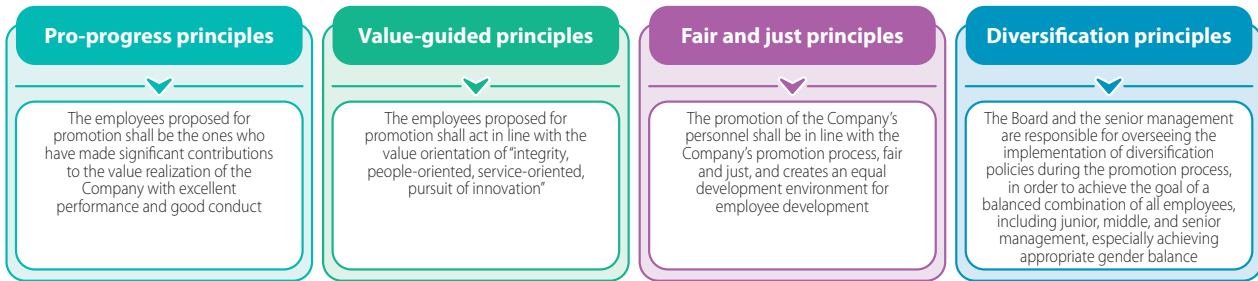 Pro-progress principles
The employees proposed for
promotion shall be the ones who
have made significant contributions
to the value realization of the
Company with excellent
performance and good conduct
Value-guided principles
The employees proposed for
promotion shall act in line with the
value orientation of “integrity,
people-oriented, service-oriented,
pursuit of innovation”
Fair and just principles
The promotion of the Company’s
personnel shall be in line with the
Company’s promotion process, fair
and just, and creates an equal
development environment for
employee development
Diversification principles
The Board and the senior management
are responsible for overseeing the
implementation of diversification
policies during the promotion process,
in order to achieve the goal of a
balanced combination of all employees,
including junior, middle, and senior
management, especially achieving
appropriate gender balance